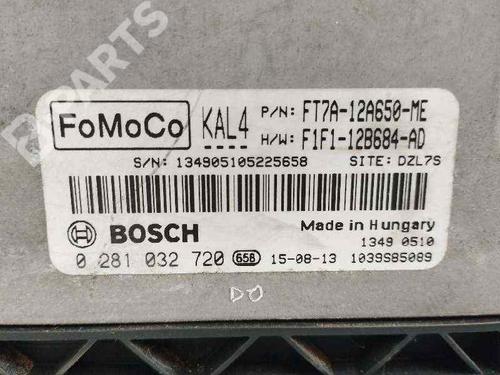 B-PARTS
FoMoCo KAL4 P/N: FT7A-12A650-ME
H/W: F1F1-12B684-AD
S/N: 134905105225658 SITE: DZL7S
BOSCH Made in Hungary
1349 0510
0 281 032 720 658 15-08-13 1039S85089
DO